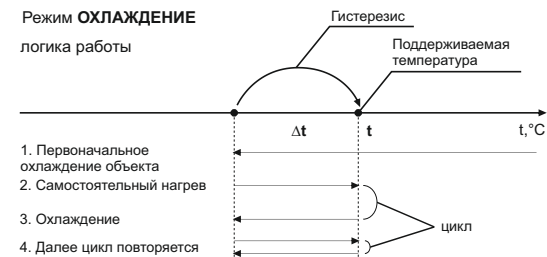 Режим ОХЛАЖДЕНИЕ
логика работы
Гистерезис
Поддерживаемая
температура
Δt
t
t,°C
1. Первоначальное
охлаждение объекта
2. Самостоятельный нагрев
3. Охлаждение
цикл
4. Далее цикл повторяется